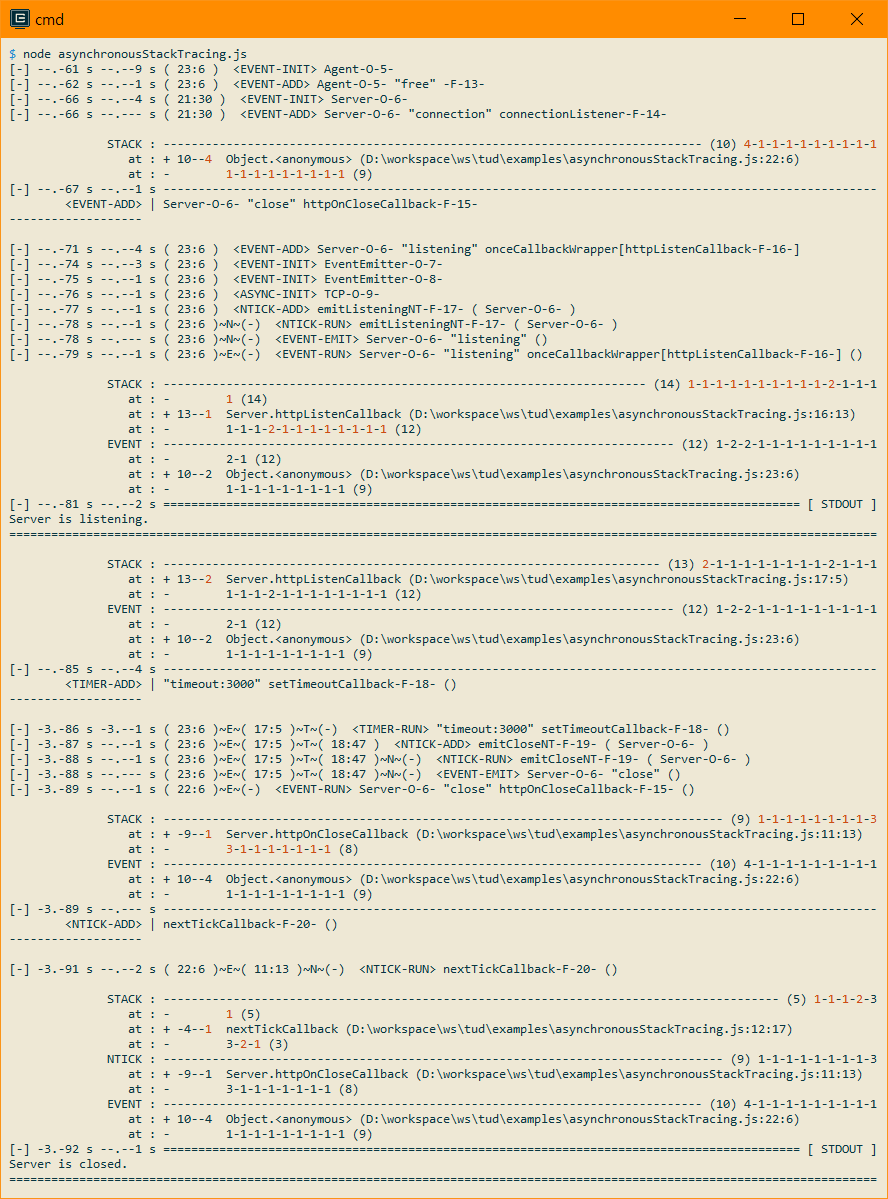 cmd
$ node asynchronousStackTracing.js
[-] --.-61 s --.--9 s ( 23:6 )  <EVENT-INIT> Agent-O-5-
[-] --.-62 s --.--1 s ( 23:6 )  <EVENT-ADD> Agent-O-5- "free" -F-13-
[-] --.-66 s --.--4 s ( 21:30 )  <EVENT-INIT> Server-O-6-
[-] --.-66 s --.--- s ( 21:30 )  <EVENT-ADD> Server-O-6- "connection" connectionListener-F-14-
STACK : ----------------------------------------------------------------------------- (10) 4-1-1-1-1-1-1-1-1-1
at : + 10--4  Object.<anonymous> (D:\workspace\ws\tud\examples\asynchronousStackTracing.js:22:6)
at : -        1-1-1-1-1-1-1-1-1 (9)
[-] --.-67 s --.--1 s ------------------------------------------------------------------------------------------------------
<EVENT-ADD> | Server-O-6- "close" httpOnCloseCallback-F-15-
-------------------
[-] --.-71 s --.--4 s ( 23:6 )  <EVENT-ADD> Server-O-6- "listening" onceCallbackWrapper[httpListenCallback-F-16-]
[-] --.-74 s --.--3 s ( 23:6 )  <EVENT-INIT> EventEmitter-O-7-
[-] --.-75 s --.--1 s ( 23:6 )  <EVENT-INIT> EventEmitter-O-8-
[-] --.-76 s --.--1 s ( 23:6 )  <ASYNC-INIT> TCP-O-9-
[-] --.-77 s --.--1 s ( 23:6 )  <NTICK-ADD> emitListeningNT-F-17- ( Server-O-6- )
[-] --.-78 s --.--1 s ( 23:6 )~N~(-)  <NTICK-RUN> emitListeningNT-F-17- ( Server-O-6- )
[-] --.-78 s --.--- s ( 23:6 )~N~(-)  <EVENT-EMIT> Server-O-6- "listening" ()
[-] --.-79 s --.--1 s ( 23:6 )~E~(-)  <EVENT-RUN> Server-O-6- "listening" onceCallbackWrapper[httpListenCallback-F-16-] ()
STACK : --------------------------------------------------------------------- (14) 1-1-1-1-1-1-1-1-1-1-2-1-1-1
at : -        1 (14)
at : + 13--1  Server.httpListenCallback (D:\workspace\ws\tud\examples\asynchronousStackTracing.js:16:13)
at : -        1-1-1-2-1-1-1-1-1-1-1-1 (12)
EVENT : ------------------------------------------------------------------------- (12) 1-2-2-1-1-1-1-1-1-1-1-1
at : -        2-1 (12)
at : + 10--2  Object.<anonymous> (D:\workspace\ws\tud\examples\asynchronousStackTracing.js:23:6)
at : -        1-1-1-1-1-1-1-1-1 (9)
[-] --.-81 s --.--2 s =========================================================================================== [ STDOUT ]
Server is listening.
============================================================================================================================
STACK : ----------------------------------------------------------------------- (13) 2-1-1-1-1-1-1-1-1-2-1-1-1
at : + 13--2  Server.httpListenCallback (D:\workspace\ws\tud\examples\asynchronousStackTracing.js:17:5)
at : -        1-1-1-2-1-1-1-1-1-1-1-1 (12)
EVENT : ------------------------------------------------------------------------- (12) 1-2-2-1-1-1-1-1-1-1-1-1
at : -        2-1 (12)
at : + 10--2  Object.<anonymous> (D:\workspace\ws\tud\examples\asynchronousStackTracing.js:23:6)
at : -        1-1-1-1-1-1-1-1-1 (9)
[-] --.-85 s --.--4 s ------------------------------------------------------------------------------------------------------
<TIMER-ADD> | "timeout:3000" setTimeoutCallback-F-18- ()
-------------------
[-] -3.-86 s -3.--1 s ( 23:6 )~E~( 17:5 )~T~(-)  <TIMER-RUN> "timeout:3000" setTimeoutCallback-F-18- ()
[-] -3.-87 s --.--1 s ( 23:6 )~E~( 17:5 )~T~( 18:47 )  <NTICK-ADD> emitCloseNT-F-19- ( Server-O-6- )
[-] -3.-88 s --.--1 s ( 23:6 )~E~( 17:5 )~T~( 18:47 )~N~(-)  <NTICK-RUN> emitCloseNT-F-19- ( Server-O-6- )
[-] -3.-88 s --.--- s ( 23:6 )~E~( 17:5 )~T~( 18:47 )~N~(-)  <EVENT-EMIT> Server-O-6- "close" ()
[-] -3.-89 s --.--1 s ( 22:6 )~E~(-)  <EVENT-RUN> Server-O-6- "close" httpOnCloseCallback-F-15- ()
STACK : -------------------------------------------------------------------------------- (9) 1-1-1-1-1-1-1-1-3
at : + -9--1  Server.httpOnCloseCallback (D:\workspace\ws\tud\examples\asynchronousStackTracing.js:11:13)
at : -        3-1-1-1-1-1-1-1 (8)
EVENT : ----------------------------------------------------------------------------- (10) 4-1-1-1-1-1-1-1-1-1
at : + 10--4  Object.<anonymous> (D:\workspace\ws\tud\examples\asynchronousStackTracing.js:22:6)
at : -        1-1-1-1-1-1-1-1-1 (9)
[-] -3.-89 s --.--- s ------------------------------------------------------------------------------------------------------
<NTICK-ADD> | nextTickCallback-F-20- ()
-------------------
[-] -3.-91 s --.--2 s ( 22:6 )~E~( 11:13 )~N~(-)  <NTICK-RUN> nextTickCallback-F-20- ()
STACK : ---------------------------------------------------------------------------------------- (5) 1-1-1-2-3
at : -        1 (5)
at : + -4--1  nextTickCallback (D:\workspace\ws\tud\examples\asynchronousStackTracing.js:12:17)
at : -        3-2-1 (3)
NTICK : -------------------------------------------------------------------------------- (9) 1-1-1-1-1-1-1-1-3
at : + -9--1  Server.httpOnCloseCallback (D:\workspace\ws\tud\examples\asynchronousStackTracing.js:11:13)
at : -        3-1-1-1-1-1-1-1 (8)
EVENT : ----------------------------------------------------------------------------- (10) 4-1-1-1-1-1-1-1-1-1
at : + 10--4  Object.<anonymous> (D:\workspace\ws\tud\examples\asynchronousStackTracing.js:22:6)
at : -        1-1-1-1-1-1-1-1-1 (9)
[-] -3.-92 s --.--1 s =========================================================================================== [ STDOUT ]
Server is closed.
============================================================================================================================